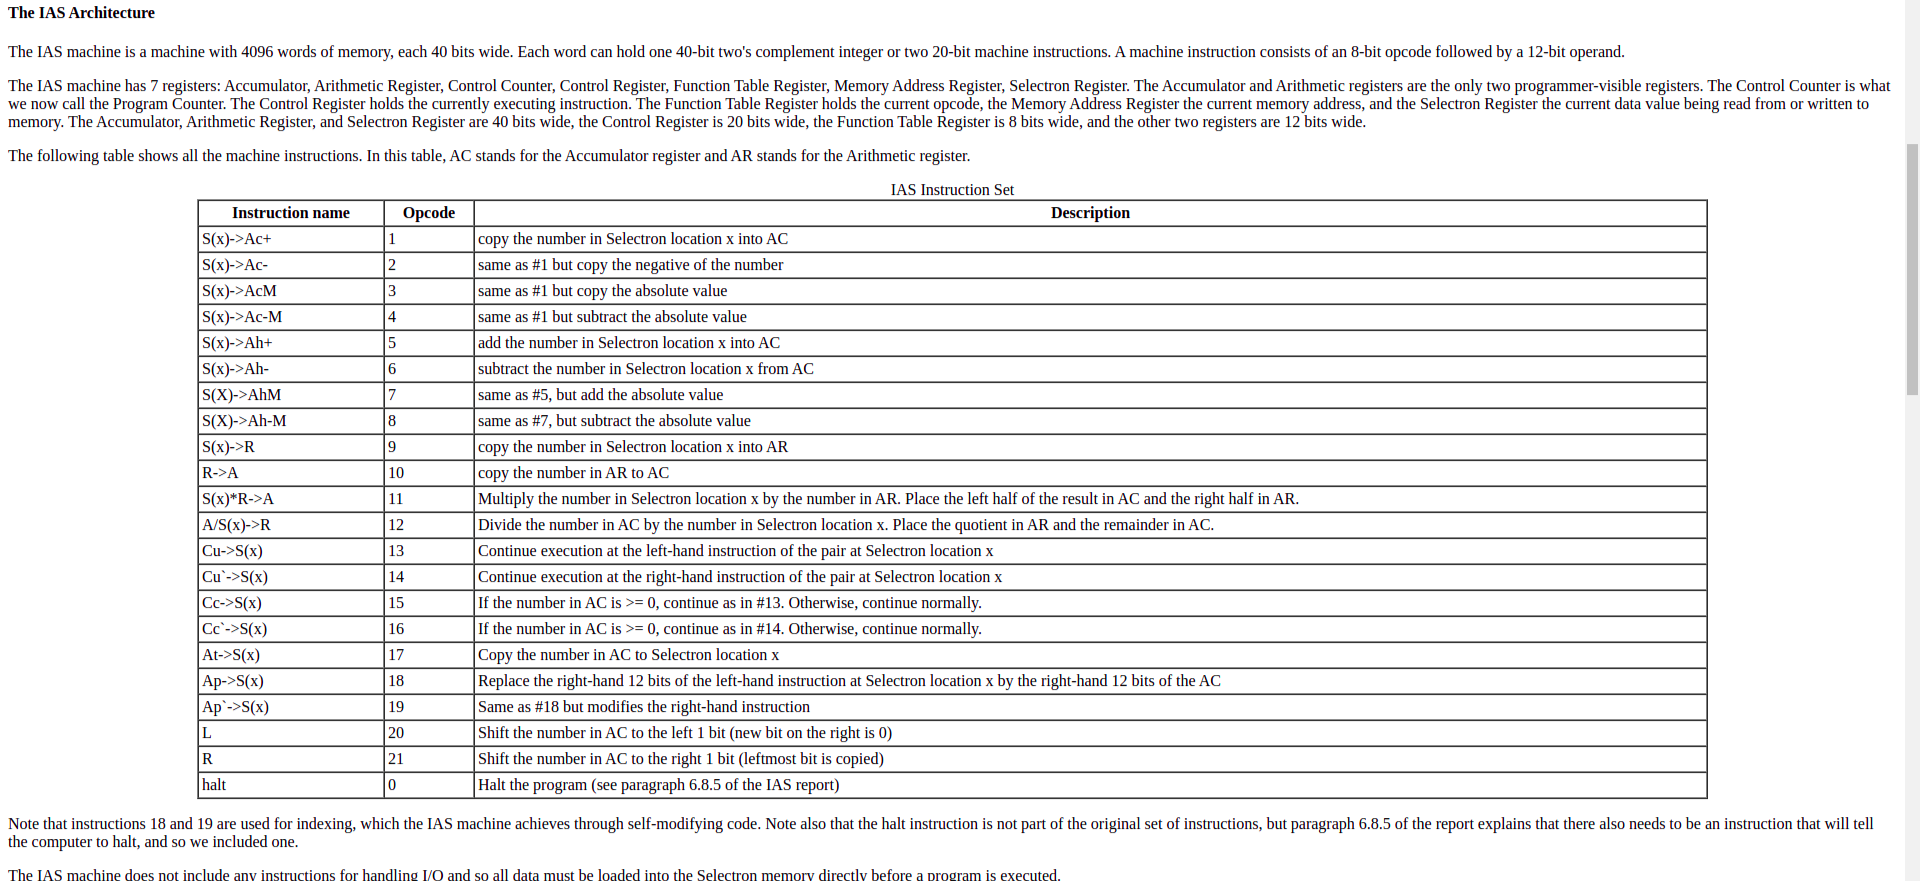 The IAS Architecture
The IAS machine is a machine with 4096 words of memory, each 40 bits wide. Each word can hold one 40-bit two's complement integer or two 20-bit machine instructions. A machine instruction consists of an 8-bit opcode followed by a 12-bit operand.
The IAS machine has 7 registers: Accumulator, Arithmetic Register, Control Counter, Control Register, Function Table Register, Memory Address Register, Selectron Register. The Accumulator and Arithmetic registers are the only two programmer-visible registers. The Control Counter is what
we now call the Program Counter. The Control Register holds the currently executing instruction. The Function Table Register holds the current opcode, the Memory Address Register the current memory address, and the Selectron Register the current data value being read from or written to
memory. The Accumulator, Arithmetic Register, and Selectron Register are 40 bits wide, the Control Register is 20 bits wide, the Function Table Register is 8 bits wide, and the other two registers are 12 bits wide.
The following table shows all the machine instructions. In this table, AC stands for the Accumulator register and AR stands for the Arithmetic register.
IAS Instruction Set
Instruction name Opcode Description
S(x)->Ac+ 1 copy the number in Selectron location x into AC
S(x)->Ac- 2 same as #1 but copy the negative of the number
S(x)->AcM 3 same as #1 but copy the absolute value
S(x)->Ac-M 4 same as #1 but subtract the absolute value
S(x)->Ah+ 5 add the number in Selectron location x into AC
S(x)->Ah- 6 subtract the number in Selectron location x from AC
S(X)->AhM 7 same as #5, but add the absolute value
S(X)->Ah-M 8 same as #7, but subtract the absolute value
S(x)->R 9 copy the number in Selectron location x into AR
R->A 10 copy the number in AR to AC
S(x)*R->A 11 Multiply the number in Selectron location x by the number in AR. Place the left half of the result in AC and the right half in AR.
A/S(x)->R 12 Divide the number in AC by the number in Selectron location x. Place the quotient in AR and the remainder in AC.
Cu->S(x) 13 Continue execution at the left-hand instruction of the pair at Selectron location x
Cu`->S(x) 14 Continue execution at the right-hand instruction of the pair at Selectron location x
Cc->S(x) 15 If the number in AC is >= 0, continue as in #13. Otherwise, continue normally.
Cc`->S(x) 16 If the number in AC is >= 0, continue as in #14. Otherwise, continue normally.
At->S(x) 17 Copy the number in AC to Selectron location x
Ap->S(x) 18 Replace the right-hand 12 bits of the left-hand instruction at Selectron location x by the right-hand 12 bits of the AC
Ap`->S(x) 19 Same as #18 but modifies the right-hand instruction
L 20 Shift the number in AC to the left 1 bit (new bit on the right is 0)
R 21 Shift the number in AC to the right 1 bit (leftmost bit is copied)
halt 0 Halt the program (see paragraph 6.8.5 of the IAS report)
Note that instructions 18 and 19 are used for indexing, which the IAS machine achieves through self-modifying code. Note also that the halt instruction is not part of the original set of instructions, but paragraph 6.8.5 of the report explains that there also needs to be an instruction that will tell
the computer to halt, and so we included one.
The IAS machine does not include any instructions for handling I/O and so all data must be loaded into the Selectron memory directly before a program is executed.